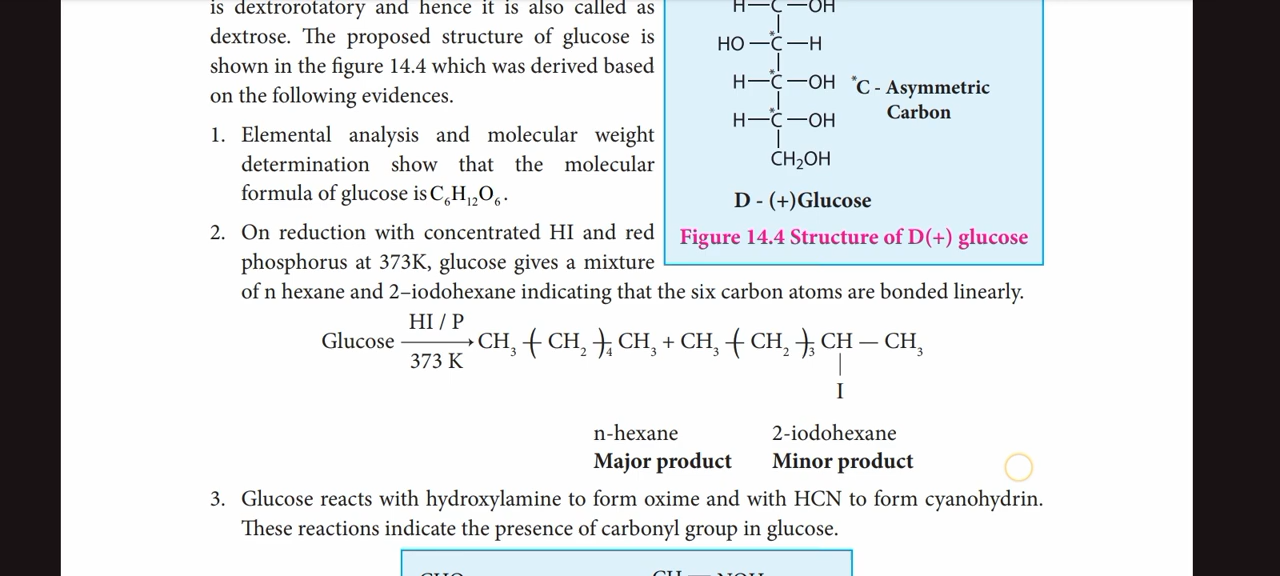 is dextrorotatory and hence it is also called as
dextrose. The proposed structure of glucose is
shown in the figure 14.4 which was derived based
on the following evidences.
1. Elemental analysis and molecular weight
determination show that the molecular
formula of glucose is C₆H₁₂O₆.
2. On reduction with concentrated HI and red
phosphorus at 373K, glucose gives a mixture
H—C—OH
HO—*C—H
H—*C—OH
*C - Asymmetric
Carbon
H—*C—OH
CH₂OH
D - (+)Glucose
Figure 14.4 Structure of D(+) glucose
of n hexane and 2–iodohexane indicating that the six carbon atoms are bonded linearly.
HI / P
Glucose → CH₃ ( CH₂ )₄ CH₃ + CH₃ ( CH₂ )₃ CH — CH₃
373 K
I
n-hexane 2-iodohexane
Major product Minor product
3. Glucose reacts with hydroxylamine to form oxime and with HCN to form cyanohydrin.
These reactions indicate the presence of carbonyl group in glucose.